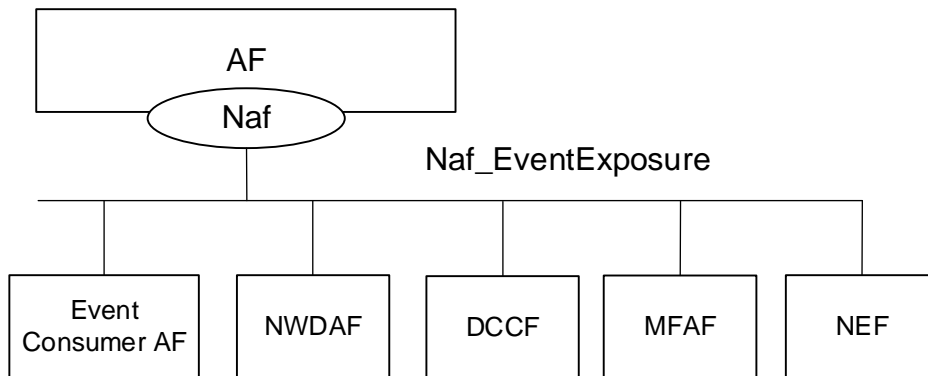 AF
Naf
Naf_EventExposure
Event
Consumer AF
NWDAF
DCCF
MFAF
NEF